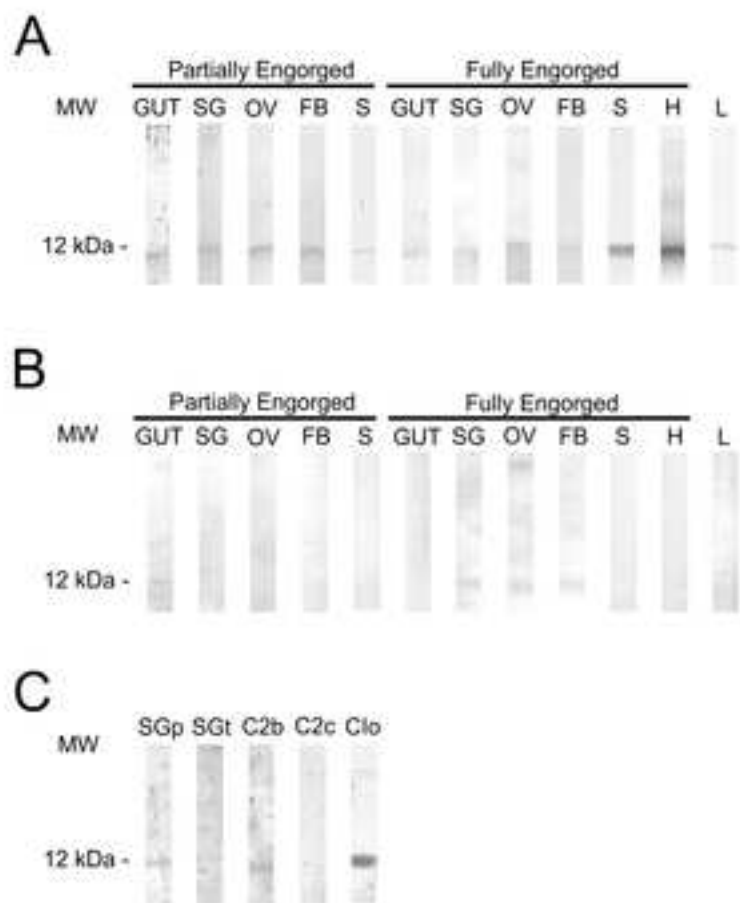 A
Partially Engorged Fully Engorged
MW GUT SG OV FB S GUT SG OV FB S H L
12 kDa -
B
Partially Engorged Fully Engorged
MW GUT SG OV FB S GUT SG OV FB S H L
12 kDa -
C
SGp SGt C2b C2c Clo
MW
12 kDa -